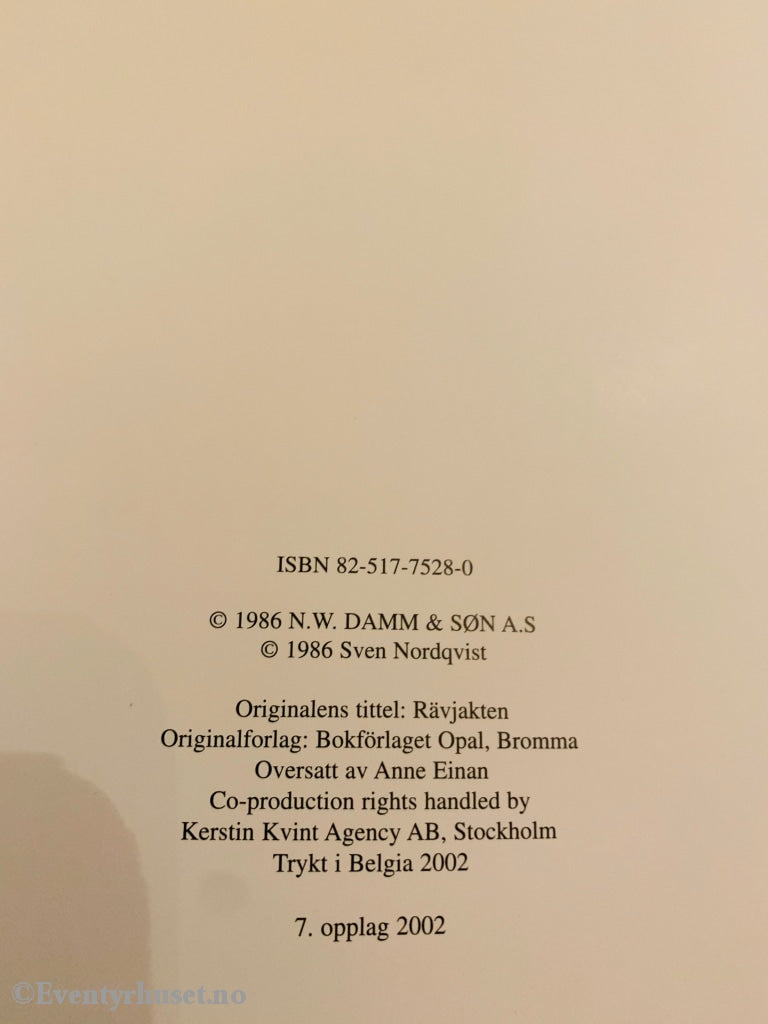 ISBN 82-517-7528-0
© 1986 N.W. DAMM & SØN A.S
© 1986 Sven Nordqvist
Originalens tittel: Rävjakten
Originalforlag: Bokförlaget Opal, Bromma
Oversatt av Anne Einan
Co-production rights handled by
Kerstin Kvint Agency AB, Stockholm
Trykt i Belgia 2002
7. opplag 2002
©Eventyrhuset.no